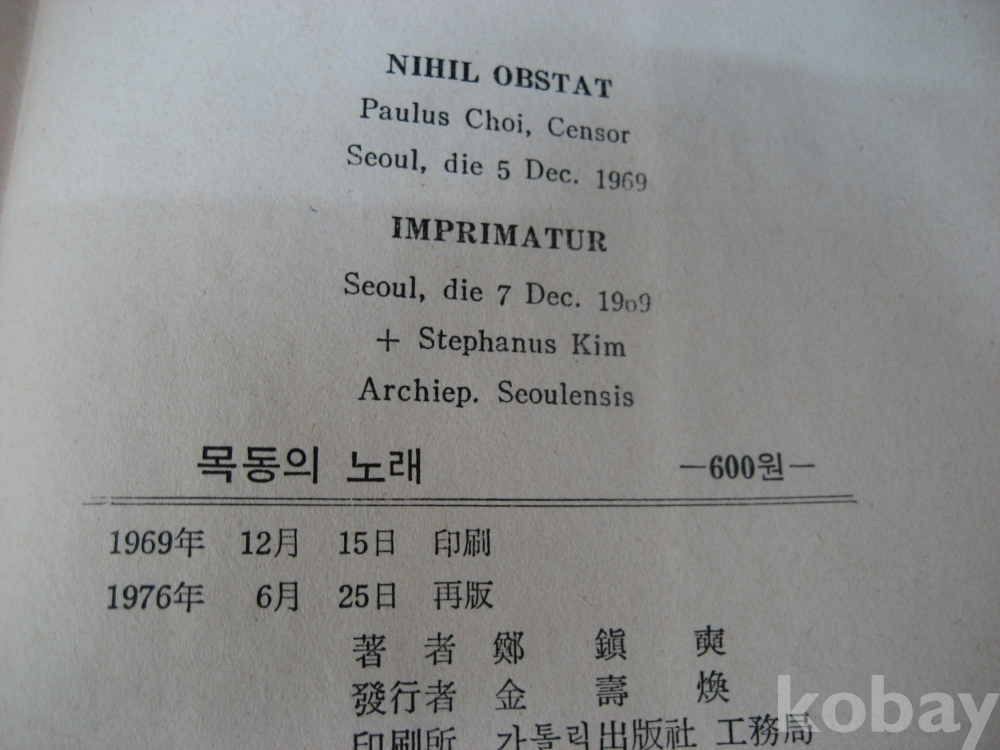 NIHIL OBSTAT
Paulus Choi, Censor
Seoul, die 5 Dec. 1969
IMPRIMATUR
Seoul, die 7 Dec. 19o9
+ Stephanus Kim
Archiep. Seoulensis
목동의 노래 —600원—
1969年 12月 15日 印刷
1976年 6月 25日 再版
著者 鄭鎭奭
發行者 金壽煥
印刷所 가톨릭出版社 工務局
kobay